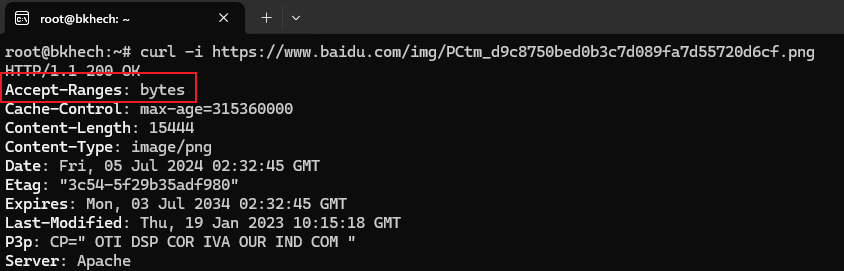 root@bkhech: ~
root@bkhech:~# curl -i https://www.baidu.com/img/PCtm_d9c8750bed0b3c7d089fa7d55720d6cf.png
HTTP/1.1 200 OK
Accept-Ranges: bytes
Cache-Control: max-age=315360000
Content-Length: 15444
Content-Type: image/png
Date: Fri, 05 Jul 2024 02:32:45 GMT
Etag: "3c54-5f29b35adf980"
Expires: Mon, 03 Jul 2034 02:32:45 GMT
Last-Modified: Thu, 19 Jan 2023 10:15:18 GMT
P3p: CP=" OTI DSP COR IVA OUR IND COM "
Server: Apache